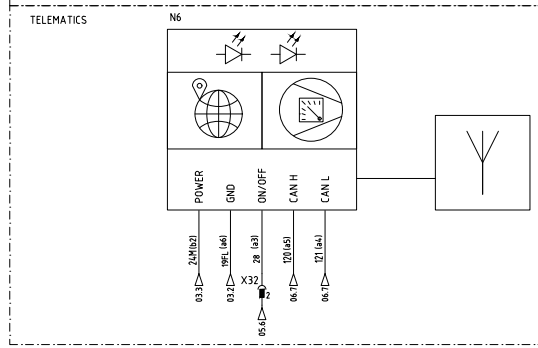 TELEMATICS
N6
POWER
GND
ON/OFF
CAN H
CAN L
24M(b2)
19FL (a6)
28 (a3)
120 (a5)
121 (a4)
X32
2
03.3
03.2
05.6
06.7
06.7